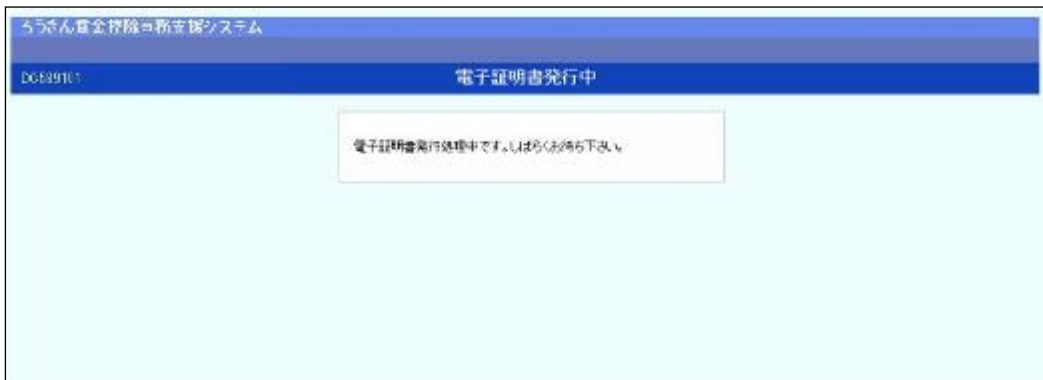 ろうきん賃金控除事務支援システム
電子証明書発行中
電子証明書発行処理中です。しばらくお待ち下さい。